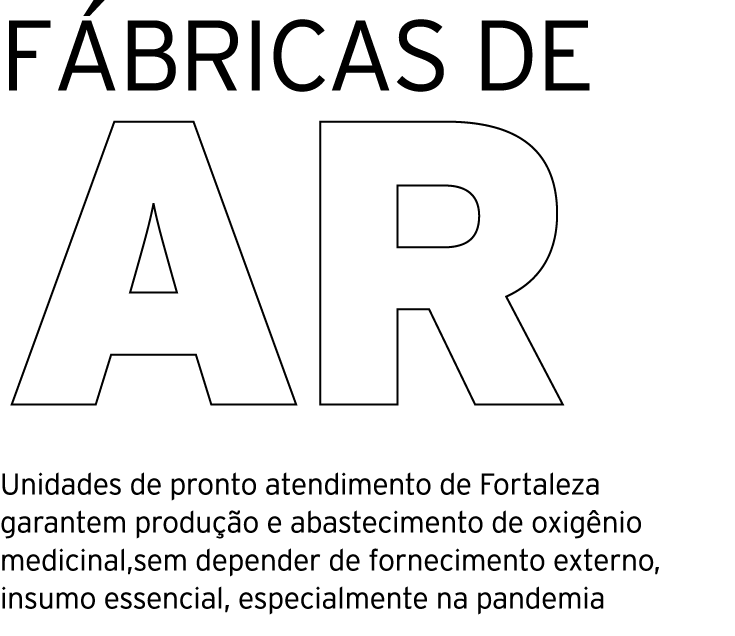 FÁBRICAS DE
AR
Unidades de pronto atendimento de Fortaleza
garantem produção e abastecimento de oxigênio
medicinal,sem depender de fornecimento externo,
insumo essencial, especialmente na pandemia